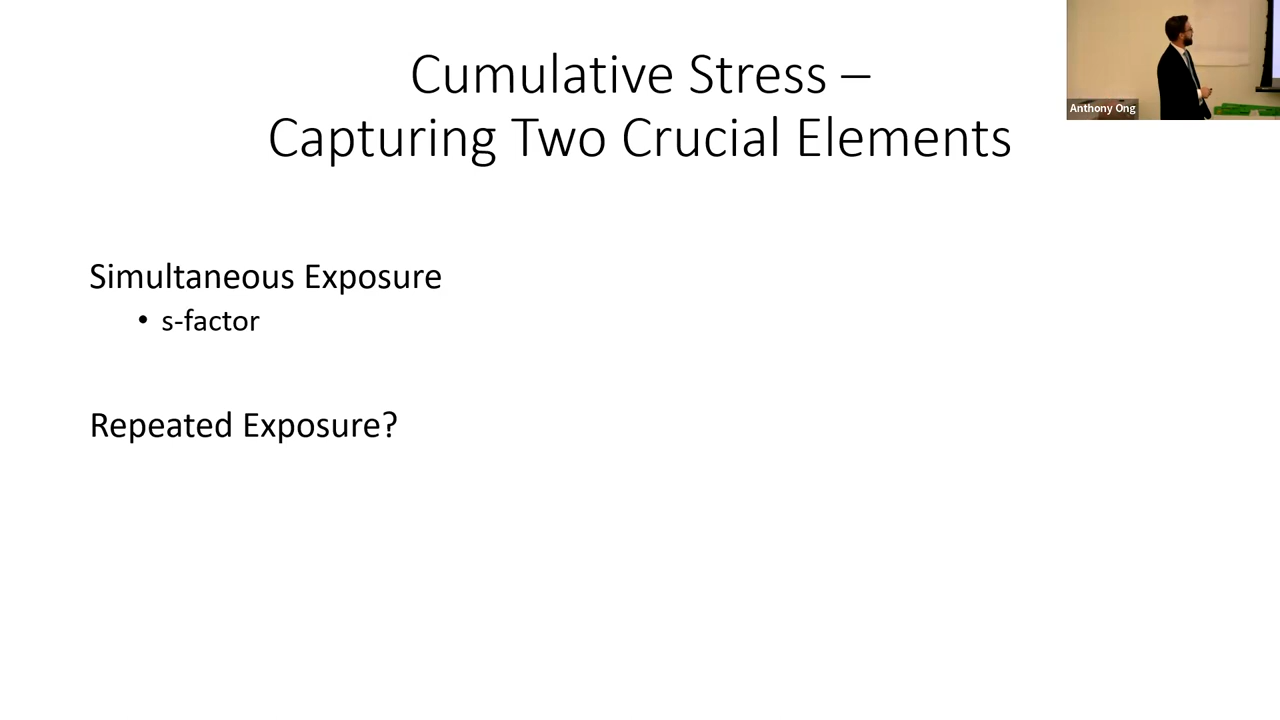 Cumulative Stress –
Capturing Two Crucial Elements
Anthony Ong
Simultaneous Exposure
• s-factor
Repeated Exposure?